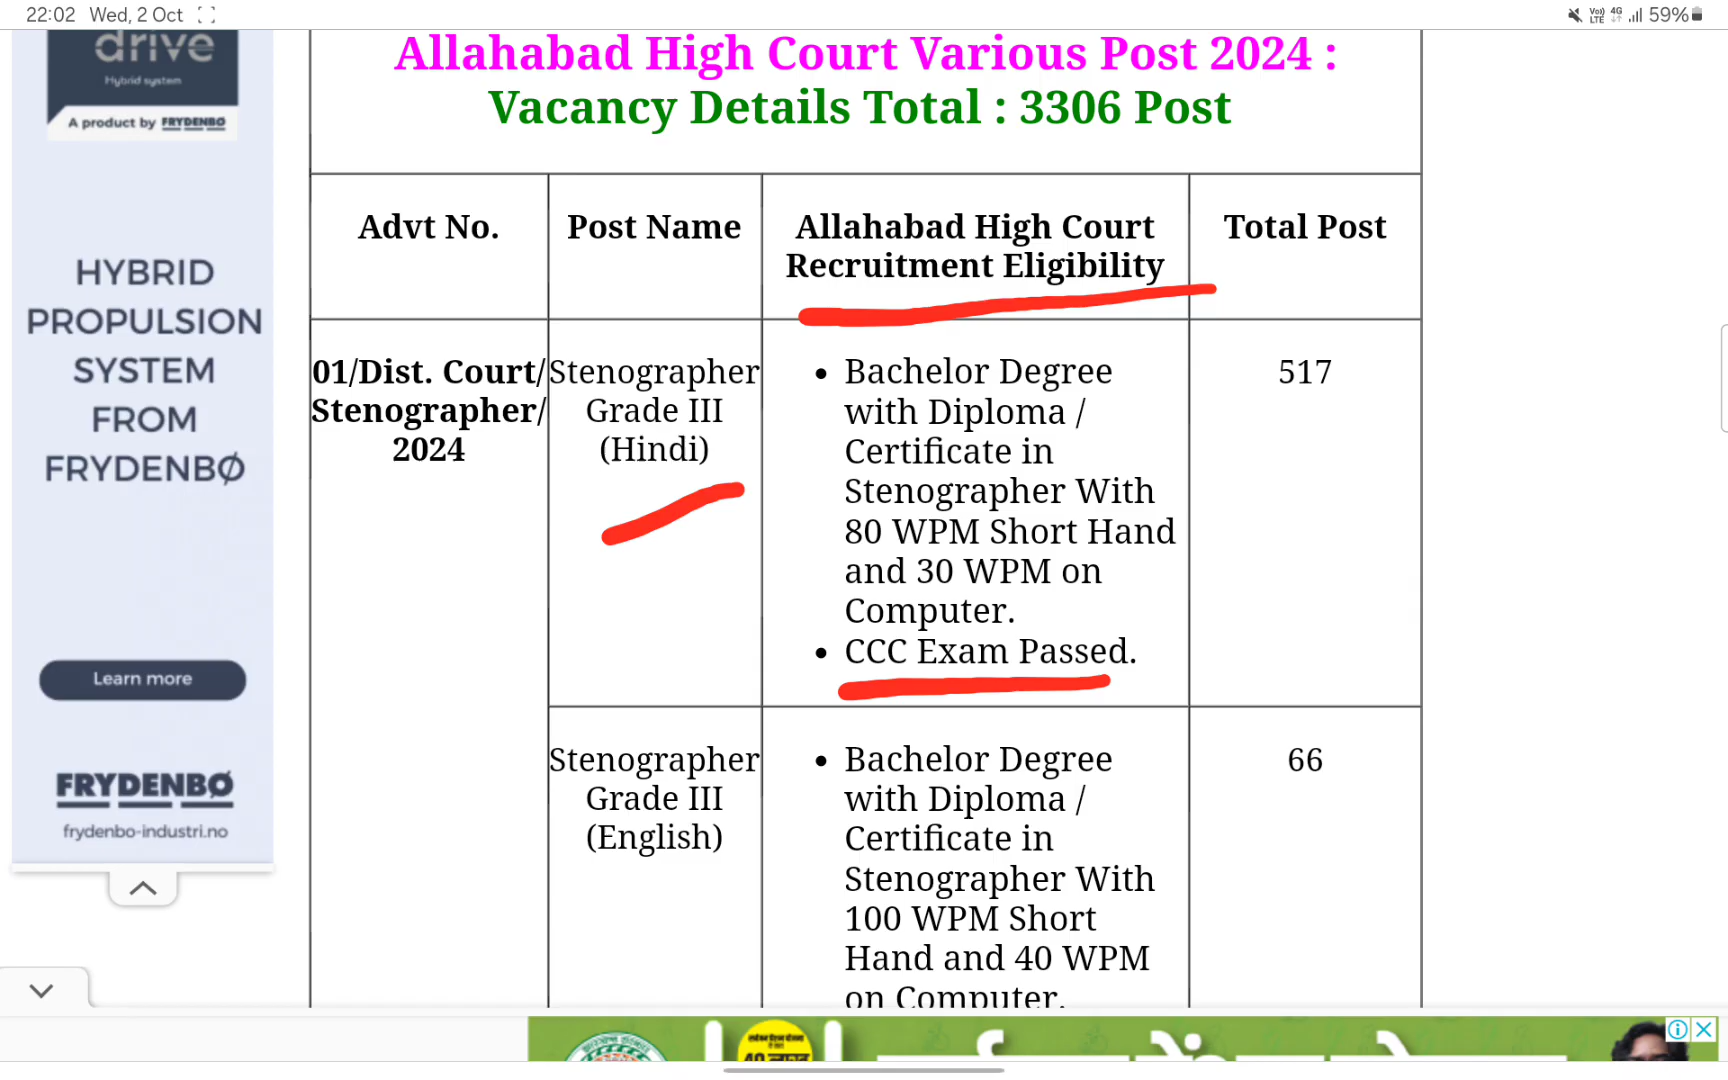 22:02 Wed, 2 Oct
Vo)) LTE 4G 59%
drive
Hybrid system
A product by FRYDENBØ
HYBRID
PROPULSION
SYSTEM
FROM
FRYDENBØ
Learn more
FRYDENBØ
frydenbo-industri.no
Allahabad High Court Various Post 2024 :
Vacancy Details Total : 3306 Post
Advt No.
Post Name
Allahabad High Court
Recruitment Eligibility
Total Post
01/Dist. Court/
Stenographer/
2024
Stenographer
Grade III
(Hindi)
• Bachelor Degree
with Diploma /
Certificate in
Stenographer With
80 WPM Short Hand
and 30 WPM on
Computer.
• CCC Exam Passed.
517
Stenographer
Grade III
(English)
• Bachelor Degree
with Diploma /
Certificate in
Stenographer With
100 WPM Short
Hand and 40 WPM
on Computer.
66